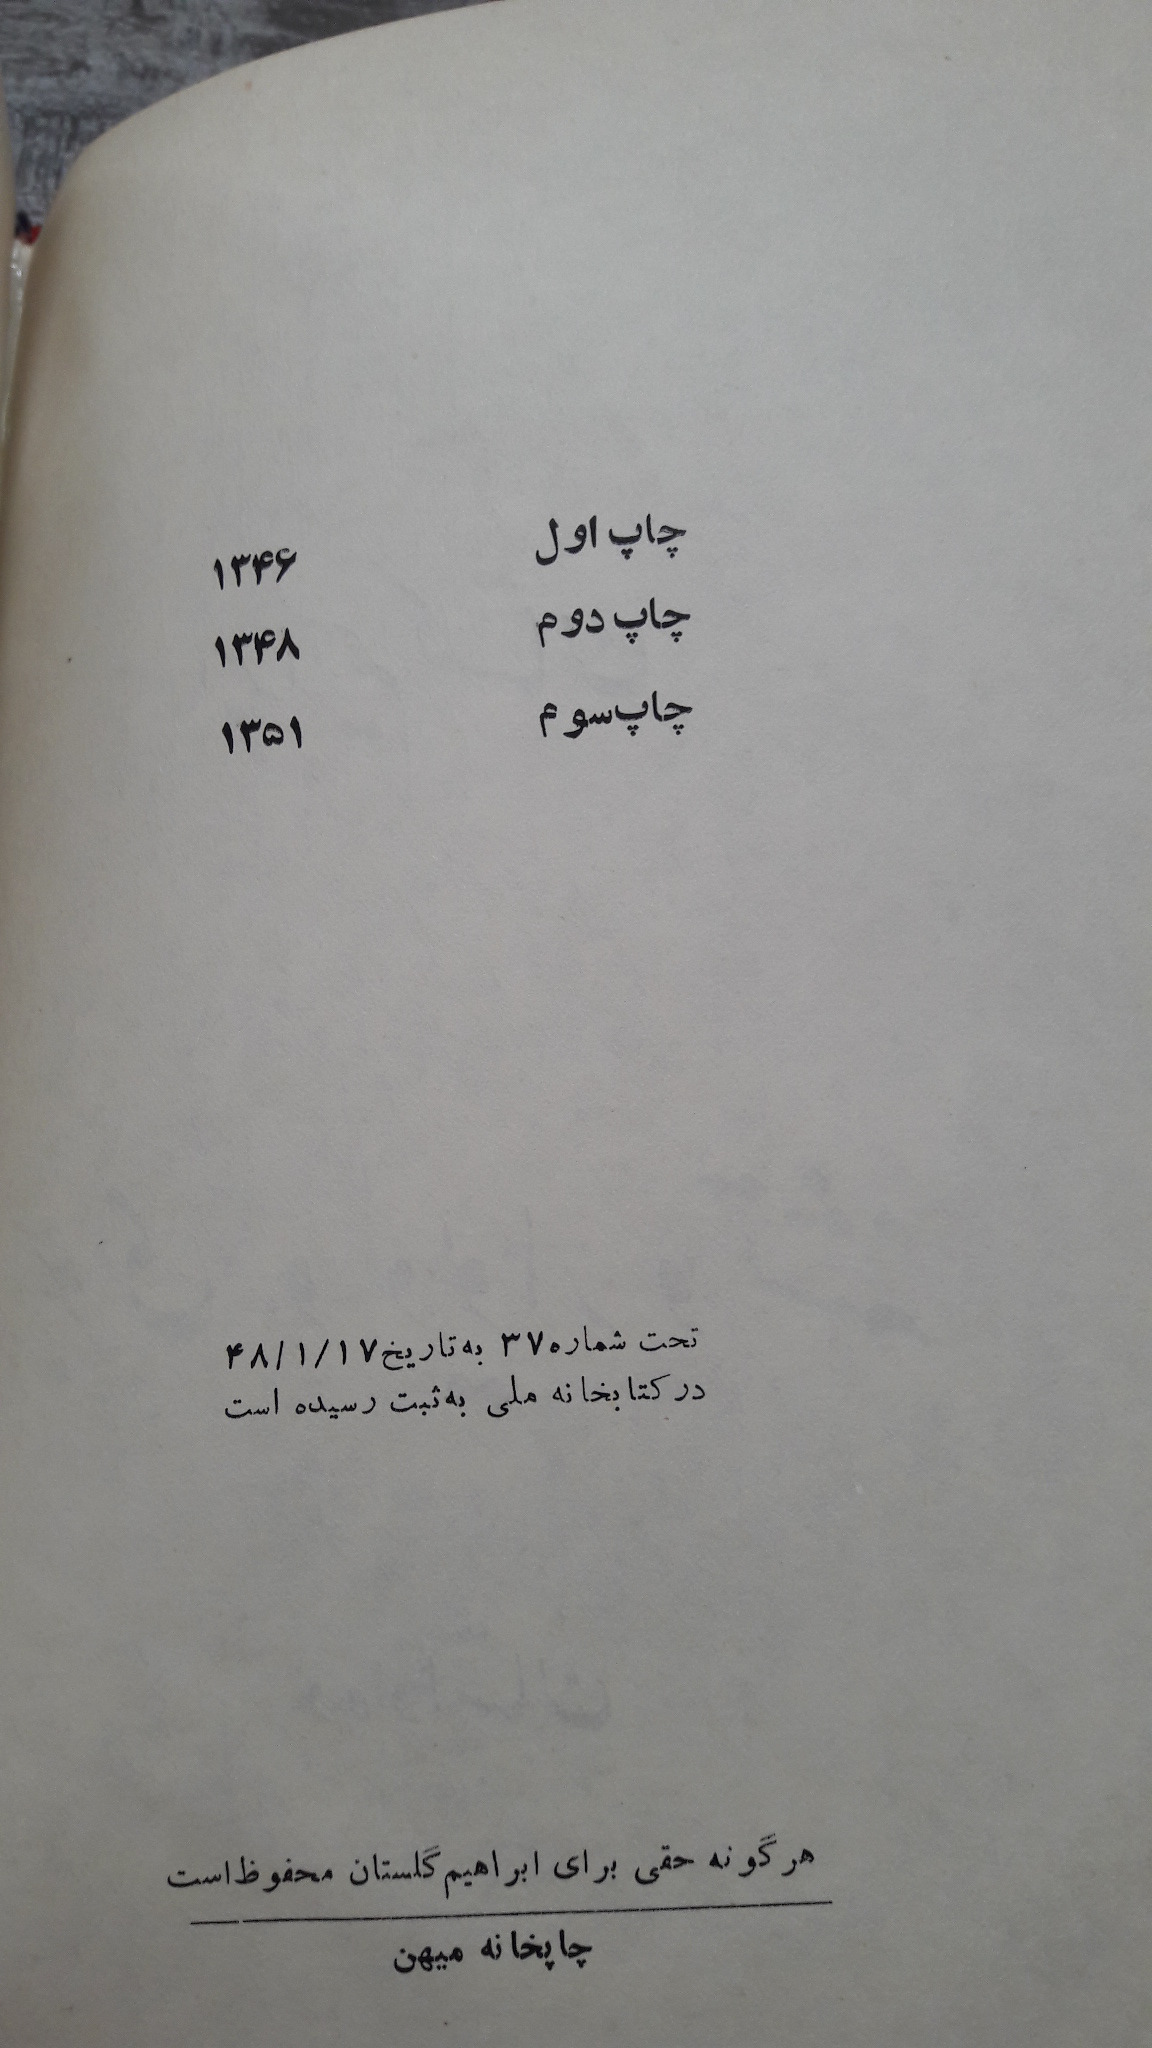 چاپ اول ۱۳۴۶
چاپ دوم ۱۳۴۸
چاپ سوم ۱۳۵۱
تحت شماره ۳۷ به تاریخ ۴۸/۱/۱۷
در کتابخانه ملی به ثبت رسیده است
هرگونه حقی برای ابراهیم گلستان محفوظ است
چاپخانه میهن